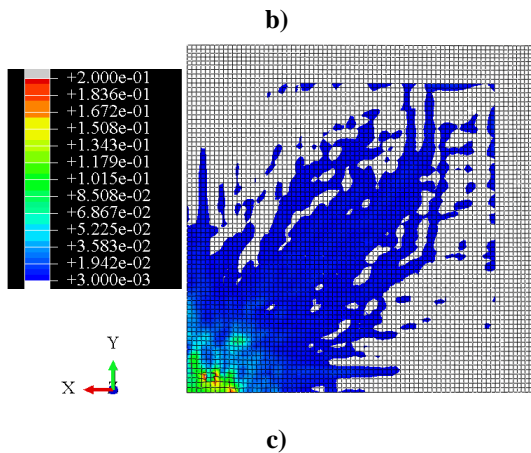 b)
+2.000e-01
+1.836e-01
+1.672e-01
+1.508e-01
+1.343e-01
+1.179e-01
+1.015e-01
+8.508e-02
+6.867e-02
+5.225e-02
+3.583e-02
+1.942e-02
+3.000e-03
Y
X
c)